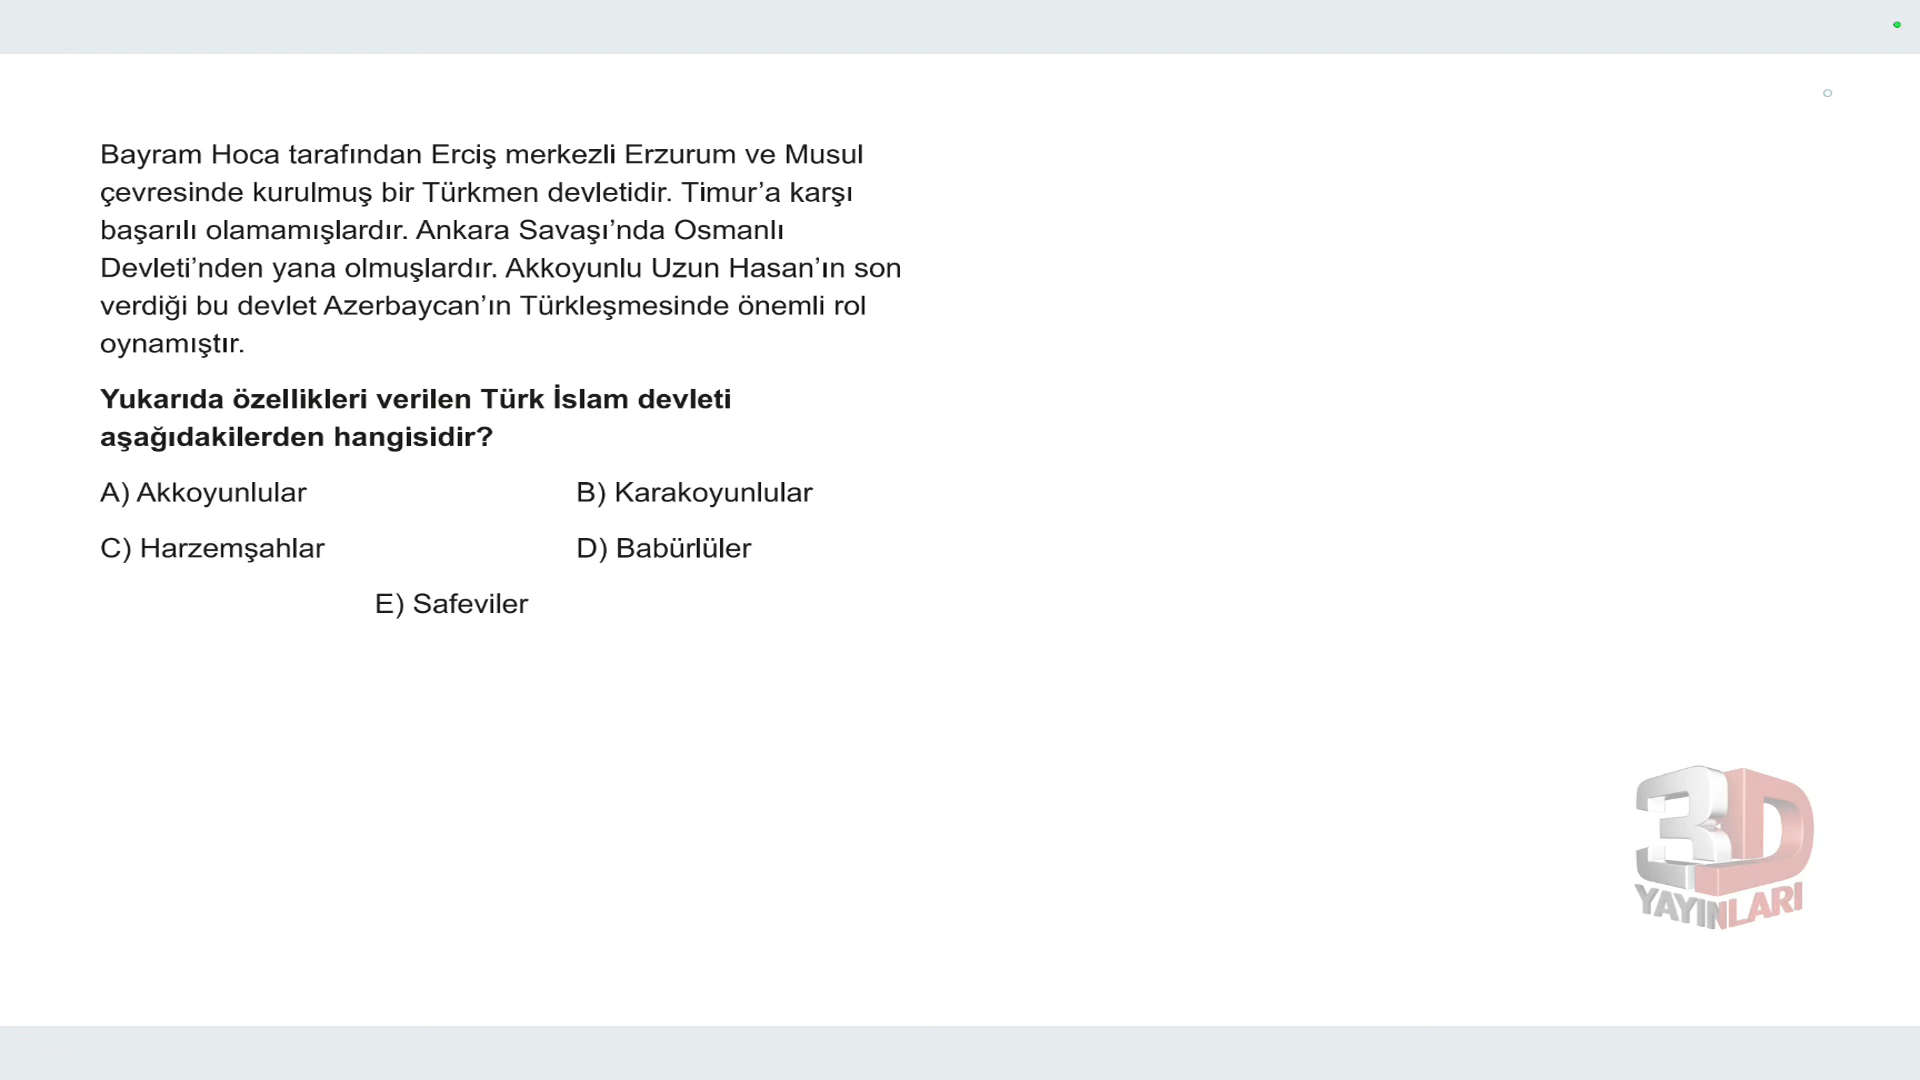 Bayram Hoca tarafından Erciş merkezli Erzurum ve Musul
çevresinde kurulmuş bir Türkmen devletidir. Timur’a karşı
başarılı olamamışlardır. Ankara Savaşı’nda Osmanlı
Devleti’nden yana olmuşlardır. Akkoyunlu Uzun Hasan’ın son
verdiği bu devlet Azerbaycan’ın Türkleşmesinde önemli rol
oynamıştır.
Yukarıda özellikleri verilen Türk İslam devleti
aşağıdakilerden hangisidir?
A) Akkoyunlular B) Karakoyunlular
C) Harzemşahlar D) Babürlüler
E) Safeviler
3D
YAYINLARI